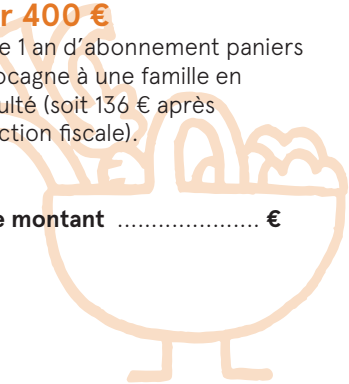 r 400 €
e 1 an d’abonnement paniers
ocagne à une famille en
ulté (soit 136 € après
ction fiscale).
e montant ..................... €